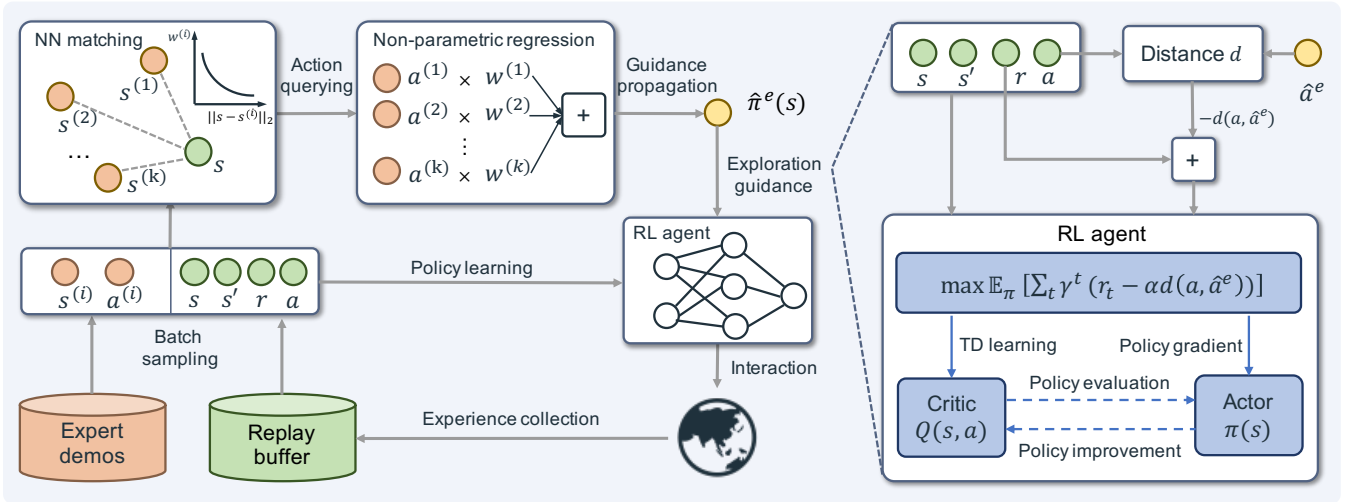 NN matching
w^(i)
s^(1)
s^(2)
||s − s^(i)||_2
...
s^(k)
s
Action
querying
Non-parametric regression
a^(1) × w^(1)
a^(2) × w^(2)
⋮
a^(k) × w^(k)
+
Guidance
propagation
π̂^e(s)
Exploration
guidance
s^(i) a^(i) s s′ r a
Policy learning
RL agent
Batch
sampling
Interaction
Expert
demos
Replay
buffer
Experience collection
s s′ r a
Distance d
â^e
−d(a, â^e)
+
RL agent
max 𝔼_π [∑_t γ^t (r_t − αd(a, â^e))]
TD learning
Policy gradient
Critic
Q(s, a)
Policy evaluation
Policy improvement
Actor
π(s)